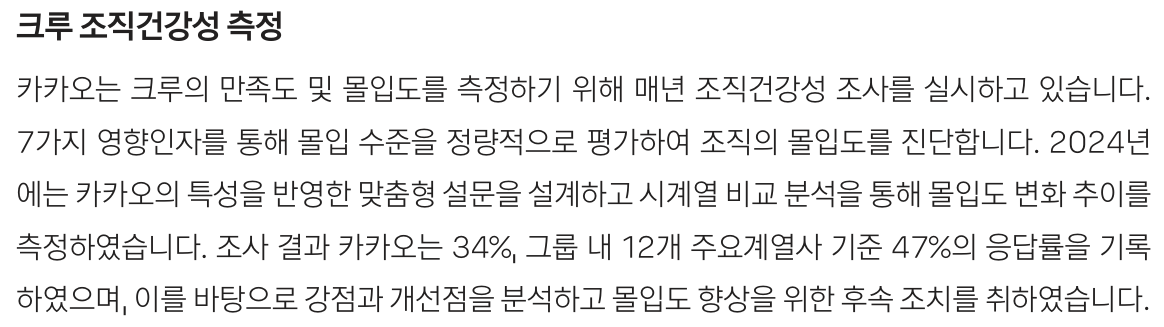 크루 조직건강성 측정
카카오는 크루의 만족도 및 몰입도를 측정하기 위해 매년 조직건강성 조사를 실시하고 있습니다.
7가지 영향인자를 통해 몰입 수준을 정량적으로 평가하여 조직의 몰입도를 진단합니다. 2024년
에는 카카오의 특성을 반영한 맞춤형 설문을 설계하고 시계열 비교 분석을 통해 몰입도 변화 추이를
측정하였습니다. 조사 결과 카카오는 34%, 그룹 내 12개 주요계열사 기준 47%의 응답률을 기록
하였으며, 이를 바탕으로 강점과 개선점을 분석하고 몰입도 향상을 위한 후속 조치를 취하였습니다.